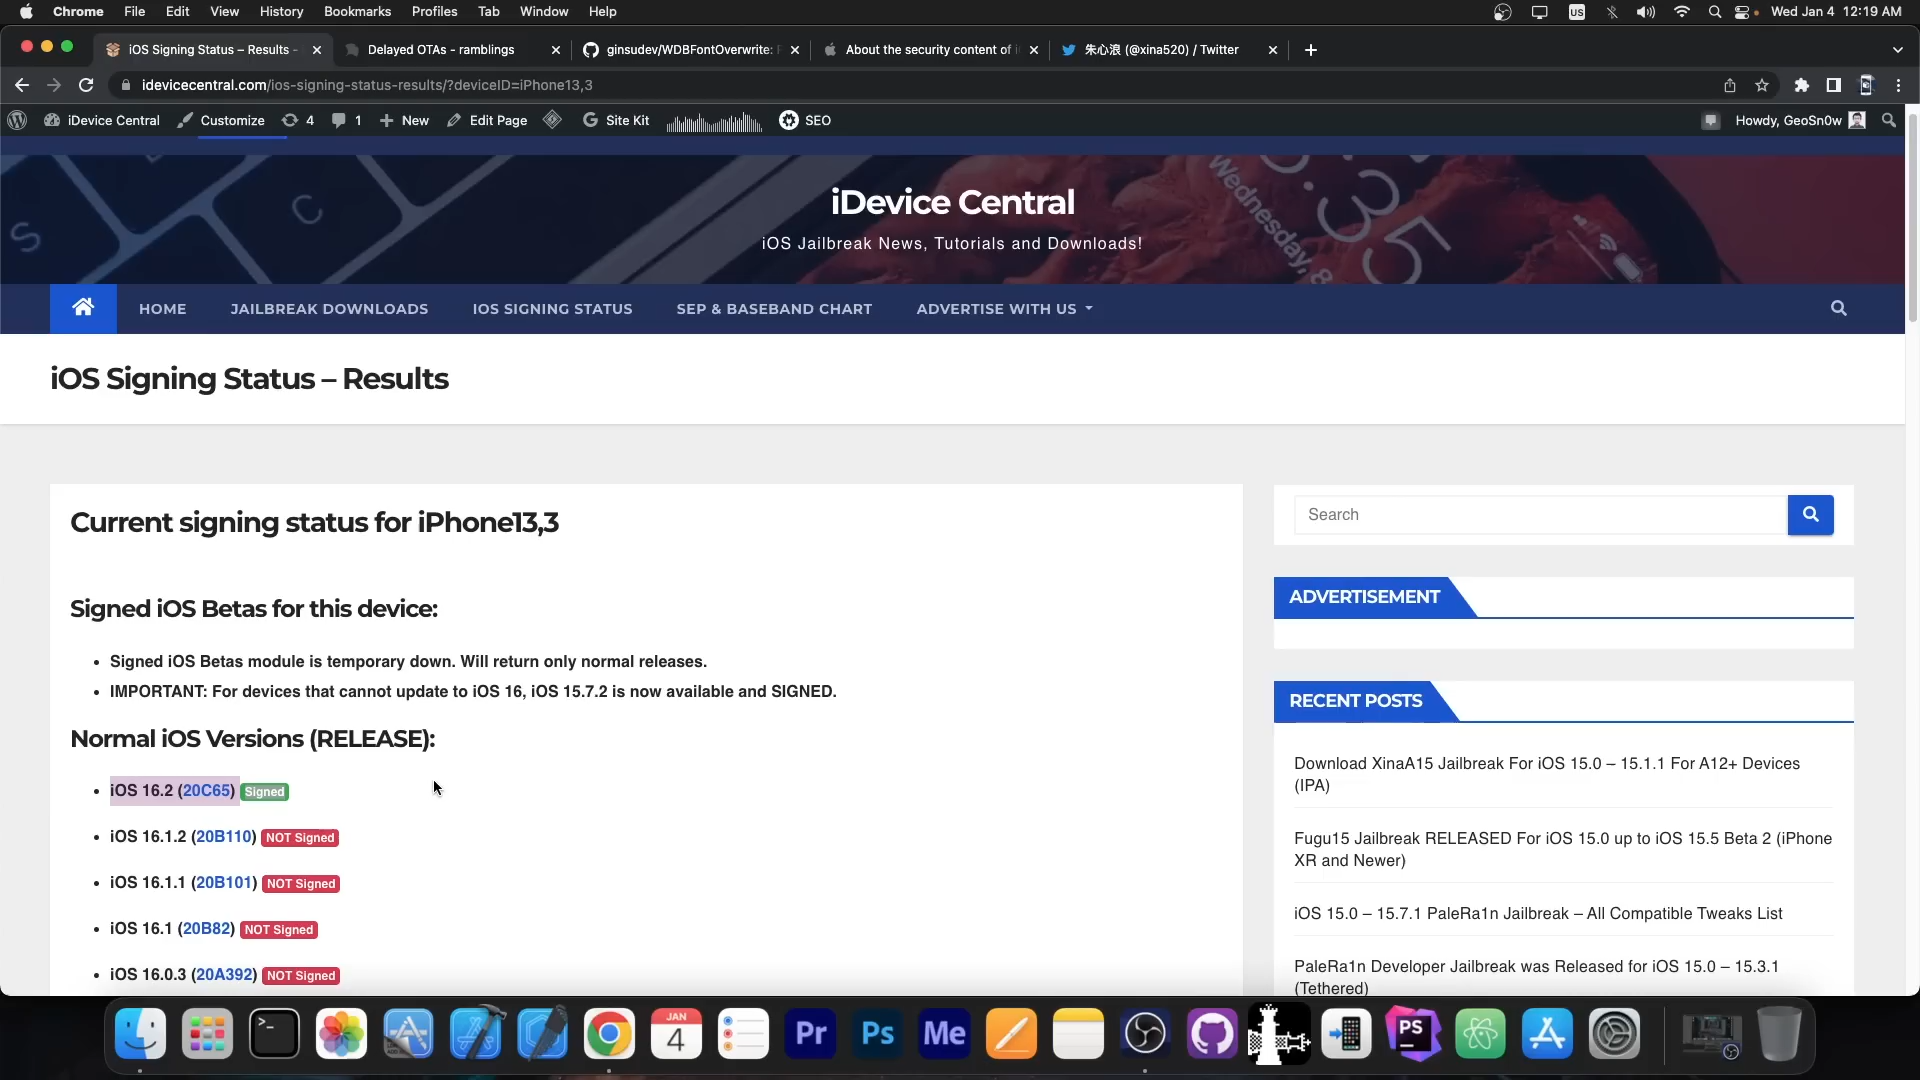 Chrome File Edit View History Bookmarks Profiles Tab Window Help US Wed Jan 4 12:19 AM
iOS Signing Status – Results - Delayed OTAs - ramblings ginsudev/WDBFontOverwrite: About the security content of i 朱心浪 (@xina520) / Twitter
idevicecentral.com/ios-signing-status-results/?deviceID=iPhone13,3
iDevice Central Customize 4 1 New Edit Page Site Kit SEO Howdy, GeoSn0w
iDevice Central
iOS Jailbreak News, Tutorials and Downloads!
Wednesday,
HOME JAILBREAK DOWNLOADS IOS SIGNING STATUS SEP & BASEBAND CHART ADVERTISE WITH US
iOS Signing Status – Results
Current signing status for iPhone13,3
Signed iOS Betas for this device:
• Signed iOS Betas module is temporary down. Will return only normal releases.
• IMPORTANT: For devices that cannot update to iOS 16, iOS 15.7.2 is now available and SIGNED.
Normal iOS Versions (RELEASE):
• iOS 16.2 (20C65) Signed
• iOS 16.1.2 (20B110) NOT Signed
• iOS 16.1.1 (20B101) NOT Signed
• iOS 16.1 (20B82) NOT Signed
• iOS 16.0.3 (20A392) NOT Signed
Search
ADVERTISEMENT
RECENT POSTS
Download XinaA15 Jailbreak For iOS 15.0 – 15.1.1 For A12+ Devices
(IPA)
Fugu15 Jailbreak RELEASED For iOS 15.0 up to iOS 15.5 Beta 2 (iPhone
XR and Newer)
iOS 15.0 – 15.7.1 PaleRa1n Jailbreak – All Compatible Tweaks List
PaleRa1n Developer Jailbreak was Released for iOS 15.0 – 15.3.1
(Tethered)
JAN
4
Pr Ps Me PS